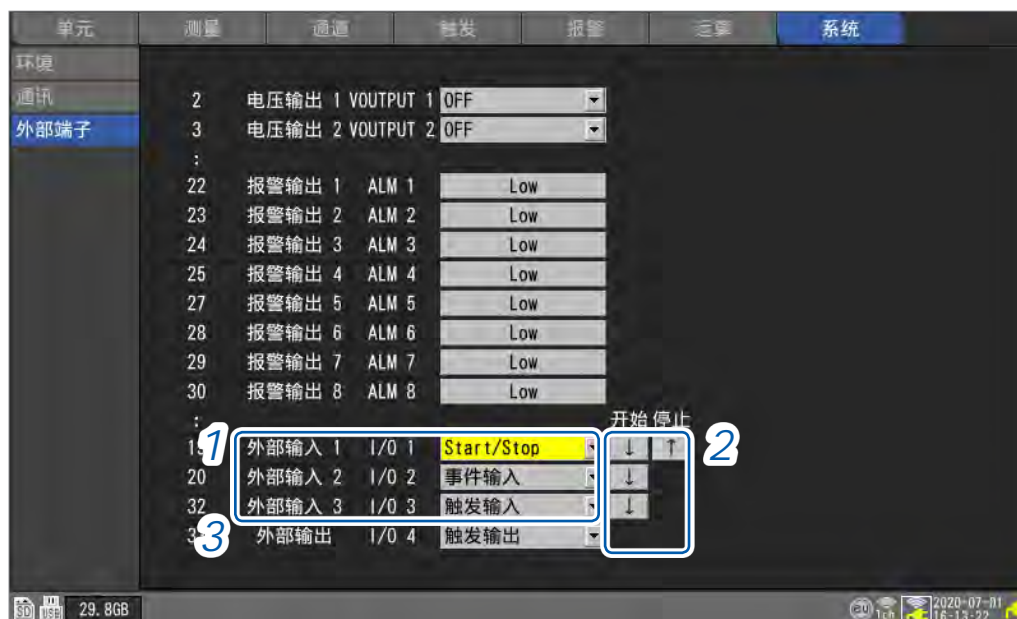 单元 测量 通道 触发 报警 运算 系统
环境
通讯
外部端子
2 电压输出 1 VOUTPUT 1 OFF
3 电压输出 2 VOUTPUT 2 OFF
:
22 报警输出 1 ALM 1 Low
23 报警输出 2 ALM 2 Low
24 报警输出 3 ALM 3 Low
25 报警输出 4 ALM 4 Low
27 报警输出 5 ALM 5 Low
28 报警输出 6 ALM 6 Low
29 报警输出 7 ALM 7 Low
30 报警输出 8 ALM 8 Low
: 开始 停止
1 外部输入 1 I/O 1 Start/Stop ↓ ↑ 2
20 外部输入 2 I/O 2 事件输入 ↓
32 外部输入 3 I/O 3 触发输入 ↓
3 外部输出 I/O 4 触发输出
SD USB 29.8GB eU 1ch 2020-07-01
16-13-22